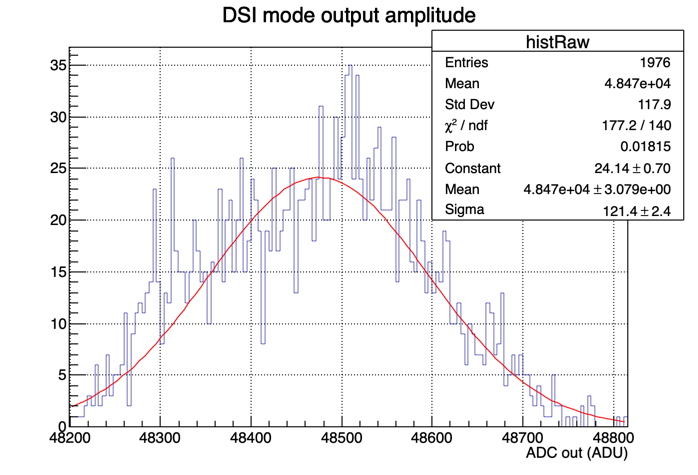 DSI mode output amplitude
histRaw
Entries 1976
Mean 4.847e+04
Std Dev 117.9
χ² / ndf 177.2 / 140
Prob 0.01815
Constant 24.14 ± 0.70
Mean 4.847e+04 ± 3.079e+00
Sigma 121.4 ± 2.4
35
30
25
20
15
10
5
0
48200 48300 48400 48500 48600 48700 48800
ADC out (ADU)